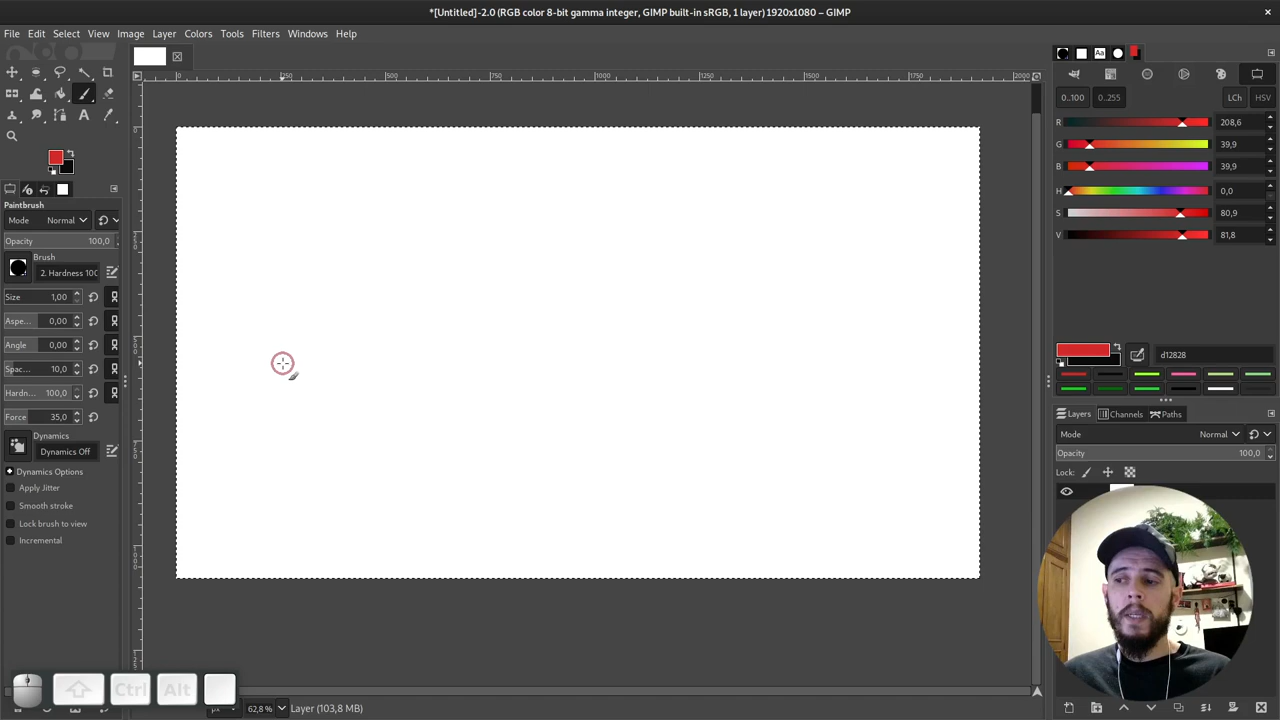 *[Untitled]-2.0 (RGB color 8-bit gamma integer, GIMP built-in sRGB, 1 layer) 1920x1080 – GIMP
File Edit Select View Image Layer Colors Tools Filters Windows Help
0 250 500 750 1000 1250 1500 1750 2000
Aa
0..100 0..255 LCh HSV
R 208,6
G 39,9
B 39,9
H 0,0
S 80,9
V 81,8
Paintbrush
Mode Normal
Opacity 100,0
Brush
2. Hardness 100
Size 1,00
Aspe... 0,00
Angle 0,00
Spac... 10,0
Hardn... 100,0
Force 35,0
Dynamics
Dynamics Off
Dynamics Options
Apply Jitter
Smooth stroke
Lock brush to view
Incremental
d12828
Layers Channels Paths
Mode Normal
Opacity 100,0
Lock:
Ctrl Alt
62,8 % Layer (103,8 MB)